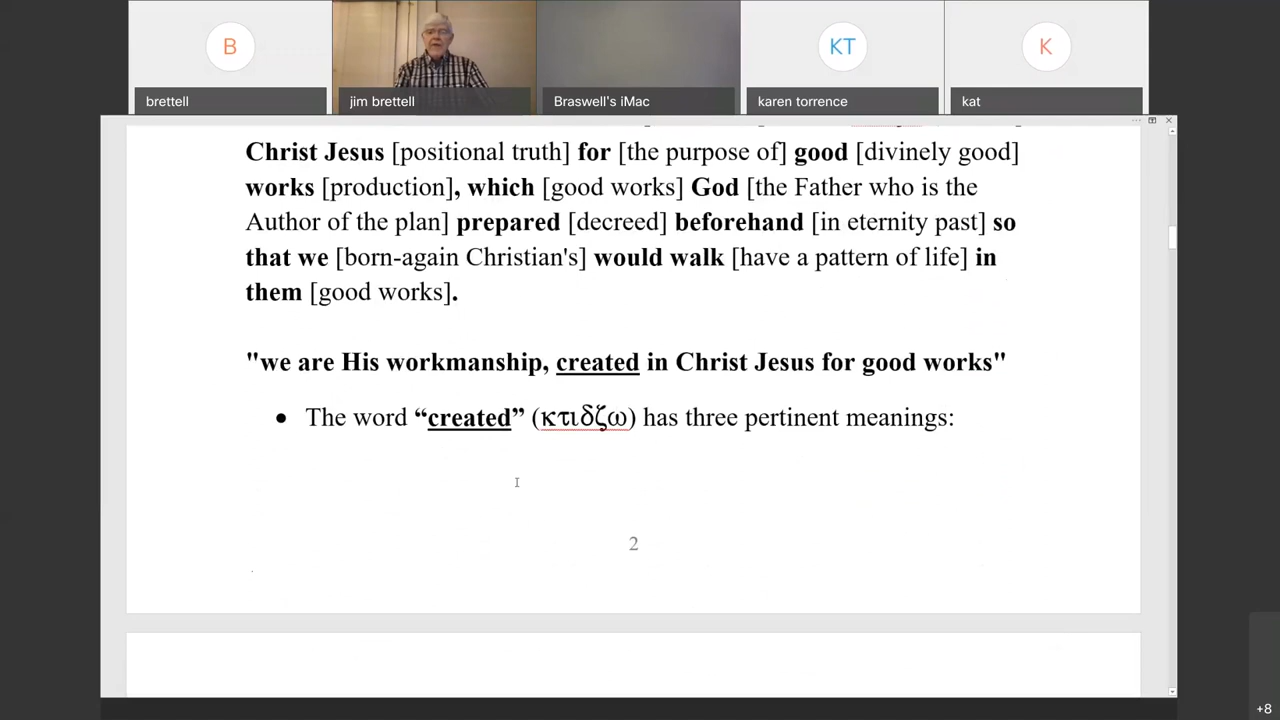 B
KT
K
brettell
jim brettell
Braswell's iMac
karen torrence
kat
Christ Jesus [positional truth] for [the purpose of] good [divinely good]
works [production], which [good works] God [the Father who is the
Author of the plan] prepared [decreed] beforehand [in eternity past] so
that we [born-again Christian's] would walk [have a pattern of life] in
them [good works].
"we are His workmanship, created in Christ Jesus for good works"
• The word “created” (κτιδζω) has three pertinent meanings:
2
+8